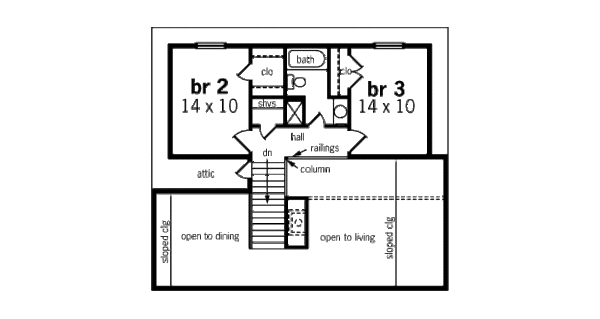 bath
clo
clo
br 2
14 x 10
br 3
14 x 10
shvs
hall
dn
railings
column
attic
sloped clg
open to dining
open to living
sloped clg